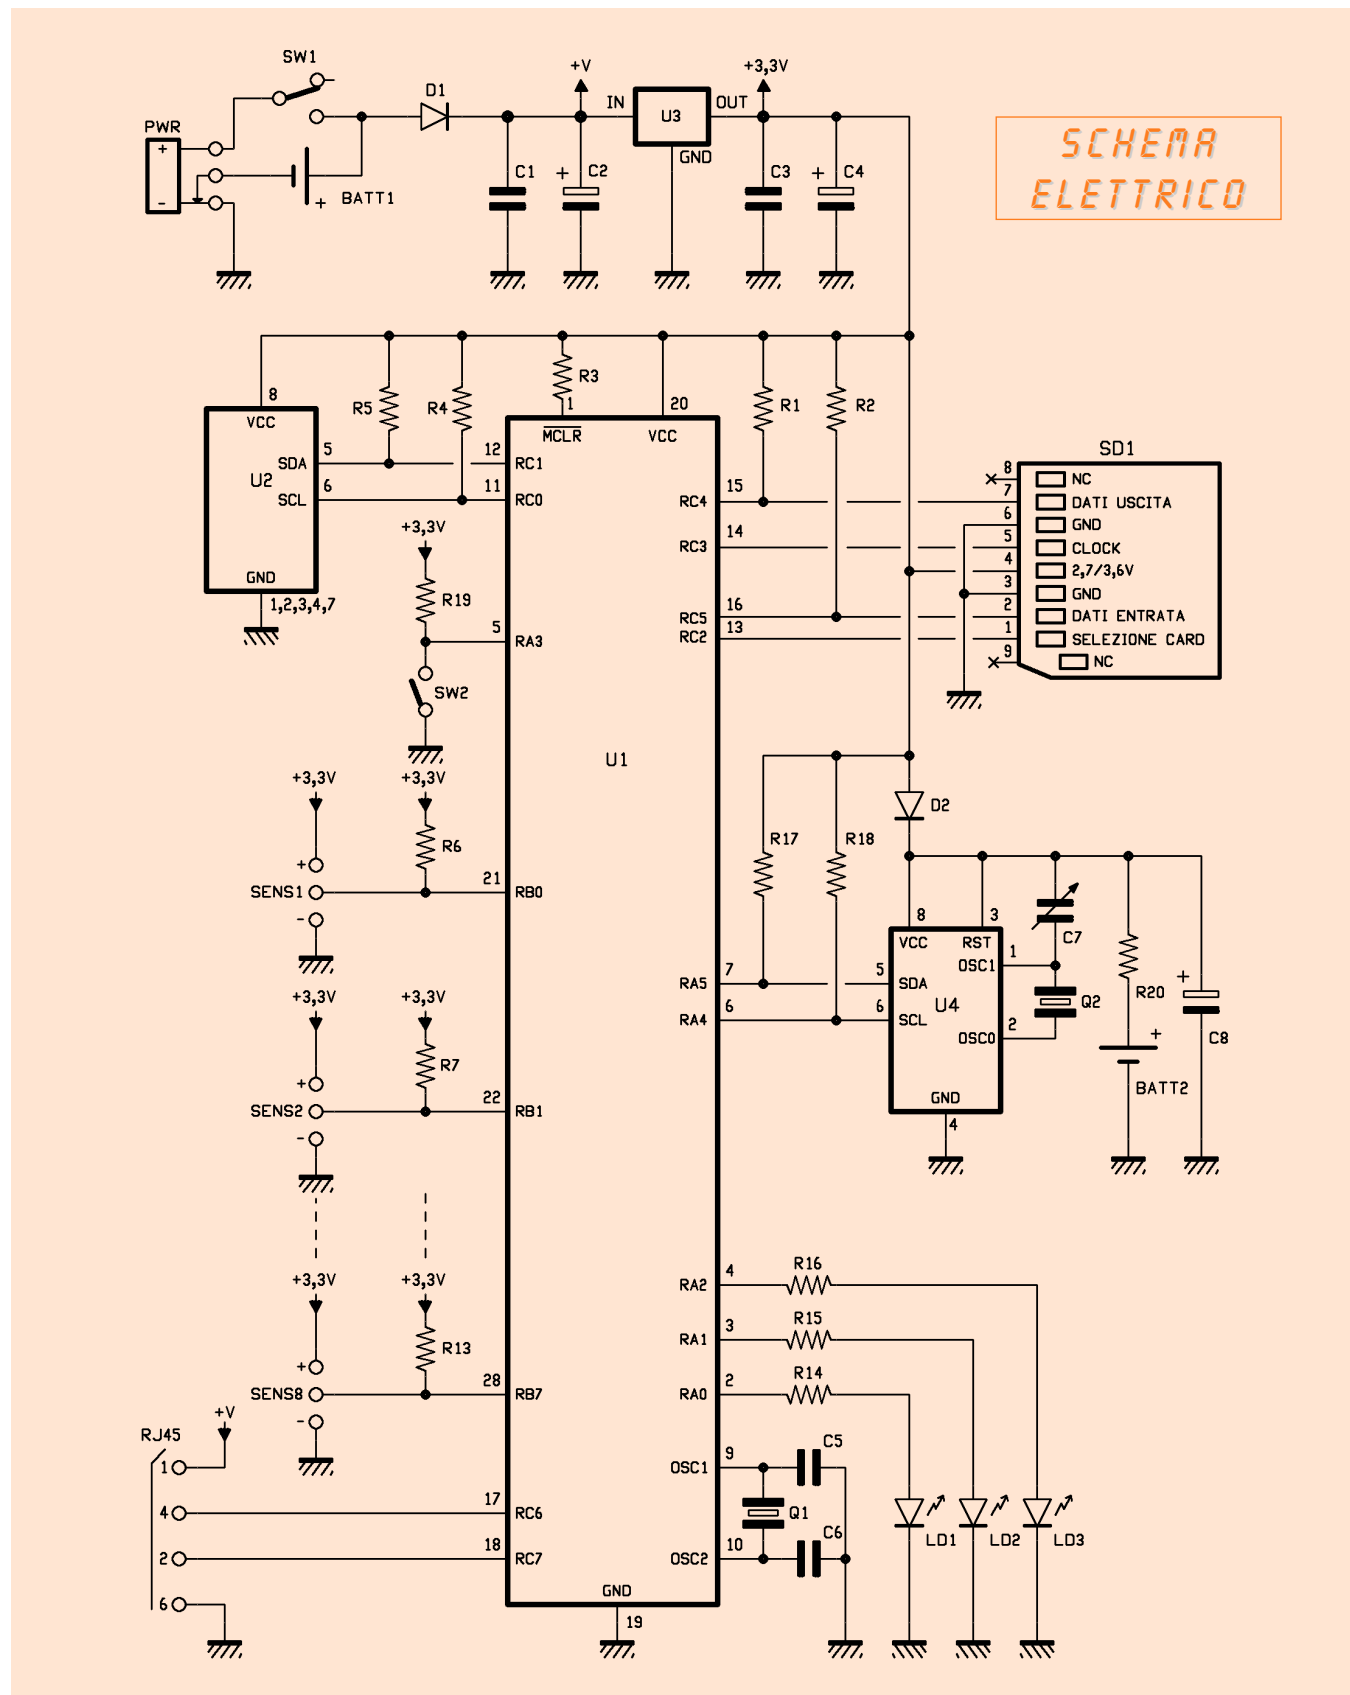 SCHEMA
ELETTRICO
SW1
PWR
+
-
BATT1
+
D1
+V
IN
U3
OUT
GND
+3,3V
C1
+
C2
C3
+
C4
8
VCC
5
SDA
U2
6
SCL
GND
1,2,3,4,7
R5
R4
R3
1
MCLR
20
VCC
R1
R2
12
RC1
11
RC0
+3,3V
R19
5
RA3
SW2
U1
15
RC4
14
RC3
16
RC5
13
RC2
SD1
8
NC
7
DATI USCITA
6
GND
5
CLOCK
4
2,7/3,6V
3
GND
2
DATI ENTRATA
1
SELEZIONE CARD
9
NC
+3,3V
+3,3V
R6
+
SENS1
-
21
RB0
+3,3V
+3,3V
R7
+
SENS2
-
22
RB1
+3,3V
+3,3V
R13
+
SENS8
-
28
RB7
D2
R17
R18
7
RA5
6
RA4
8
VCC
3
RST
5
SDA
6
SCL
U4
1
OSC1
2
OSC0
GND
4
C7
Q2
R20
+
BATT2
+
C8
4
RA2
R16
3
RA1
R15
2
RA0
R14
9
OSC1
C5
Q1
10
OSC2
C6
LD1
LD2
LD3
RJ45
+V
1
4
17
RC6
2
18
RC7
6
GND
19